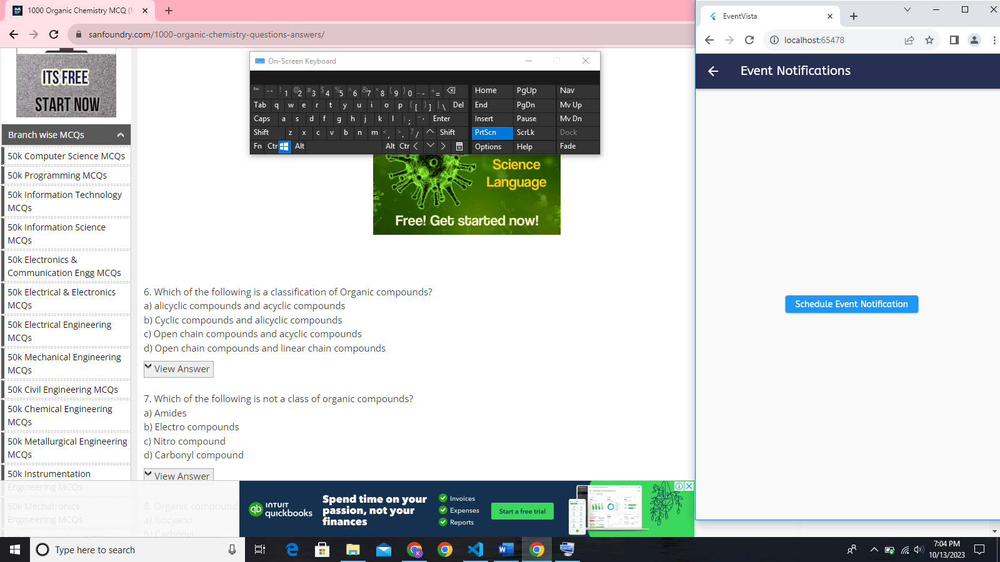 1000 Organic Chemistry MCQ (M
sanfoundry.com/1000-organic-chemistry-questions-answers/
ITS FREE
START NOW
Branch wise MCQs
50k Computer Science MCQs
50k Programming MCQs
50k Information Technology
MCQs
50k Information Science
MCQs
50k Electronics &
Communication Engg MCQs
50k Electrical & Electronics
MCQs
50k Electrical Engineering
MCQs
50k Mechanical Engineering
MCQs
50k Civil Engineering MCQs
50k Chemical Engineering
MCQs
50k Metallurgical Engineering
MCQs
50k Instrumentation
Engineering MCQs
50k Mechatronics
Engineering MCQs
On-Screen Keyboard
Esc ~ ` ! 1 @ 2 # 3 $ 4 % 5 ^ 6 & 7 * 8 ( 9 ) 0 _ - + = Home PgUp Nav
Tab q w e r t y u i o p { [ } ] | \ Del End PgDn Mv Up
Caps a s d f g h j k l : ; " ' Enter Insert Pause Mv Dn
Shift z x c v b n m < , > . ? / Shift PrtScn ScrLk Dock
Fn Ctr Alt Alt Ctr Options Help Fade
Science
Language
Free! Get started now!
6. Which of the following is a classification of Organic compounds?
a) alicyclic compounds and acyclic compounds
b) Cyclic compounds and alicyclic compounds
c) Open chain compounds and acyclic compounds
d) Open chain compounds and linear chain compounds
View Answer
7. Which of the following is not a class of organic compounds?
a) Amides
b) Electro compounds
c) Nitro compound
d) Carbonyl compound
View Answer
8. Organic compound
a) Isocyano
b) Carbonyl
INTUIT
quickbooks
Spend time on your
passion, not your
finances
Invoices
Expenses
Reports
Start a free trial
EventVista
localhost:65478
Event Notifications
Schedule Event Notification
Type here to search
7:04 PM
10/13/2023